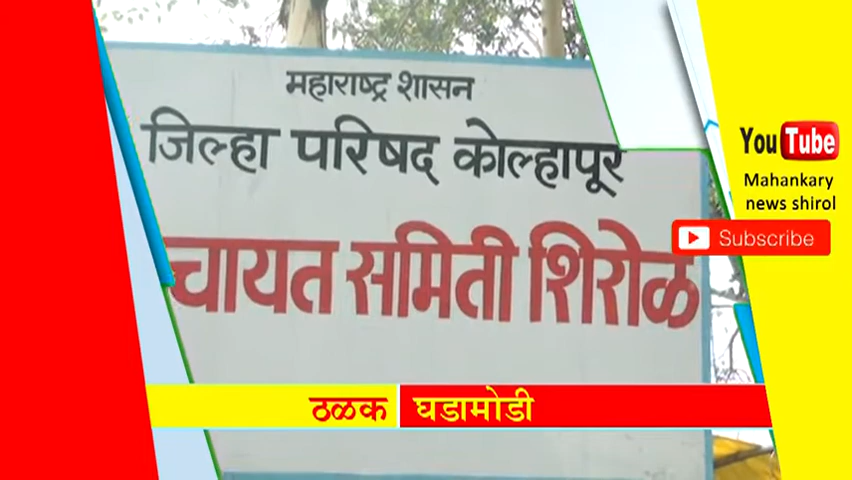 महाराष्ट्र शासन
जिल्हा परिषद कोल्हापूर
चायत समिती शिरोळ
YouTube
Mahankary
news shirol
Subscribe
ठळक घडामोडी